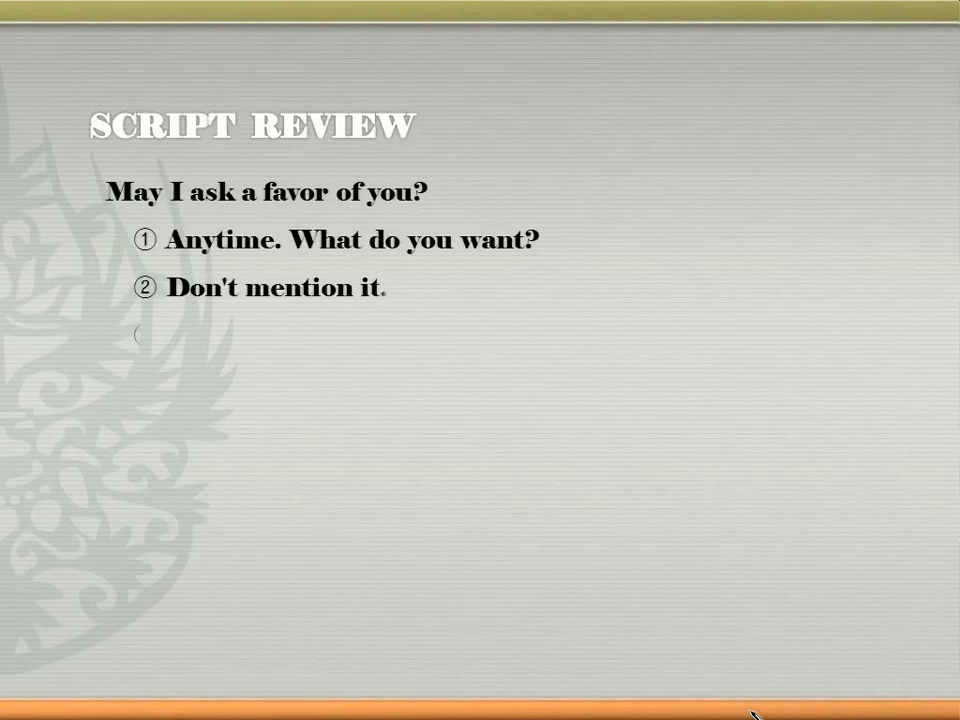 SCRIPT REVIEW
May I ask a favor of you?
① Anytime. What do you want?
② Don't mention it.